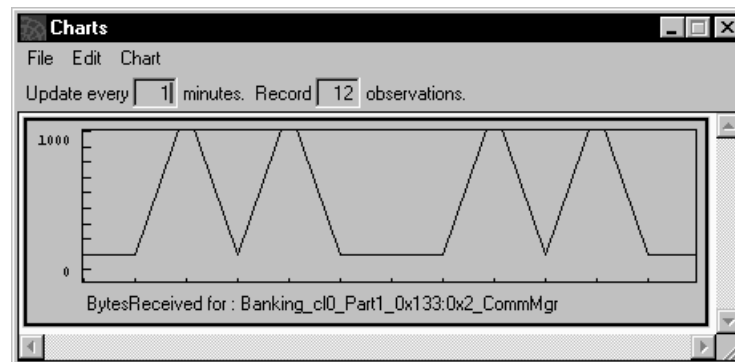 Charts
File Edit Chart
Update every 1 minutes. Record 12 observations.
1000
0
BytesReceived for : Banking_cl0_Part1_0x133:0x2_CommMgr